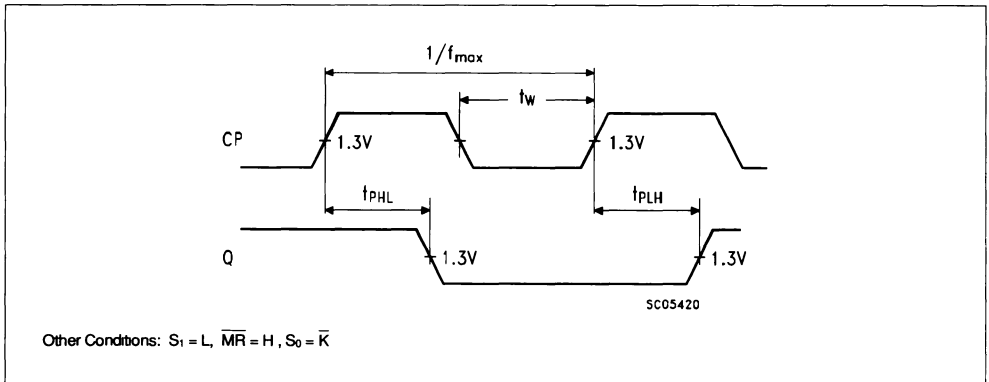 1/fmax
tW
CP
1.3V
1.3V
tPHL
tPLH
Q
1.3V
1.3V
SC05420
Other Conditions: S₁ = L, M̅R̅ = H , S₀ = K̅